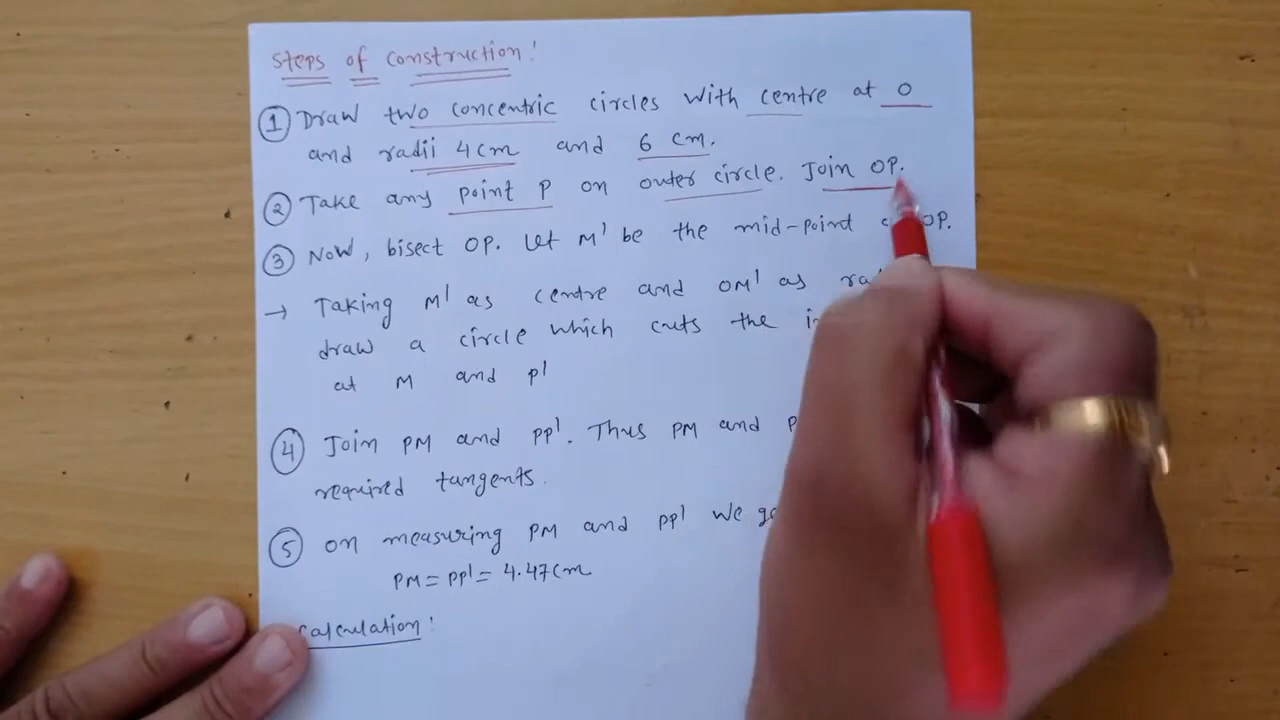 Steps of construction!
① Draw two concentric circles with centre at O
and radii 4cm and 6 cm.
② Take any point P on outer circle. Join OP.
③ Now, bisect OP. Let M' be the mid-point OP.
→ Taking M' as centre and OM' as
draw a circle which cuts the
at M and P'
④ Join PM and PP'. Thus PM and
required tangents.
⑤ on measuring PM and PP' we
PM = PP' = 4.47cm
Calculation: